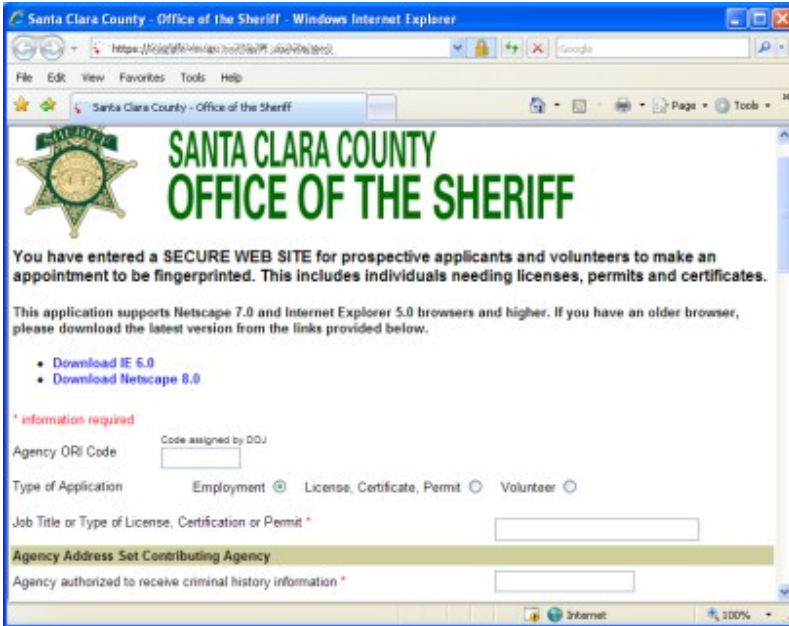 Santa Clara County - Office of the Sheriff - Windows Internet Explorer
https://
Google
File Edit View Favorites Tools Help
Santa Clara County - Office of the Sheriff
Page Tools
SHERIFF
SANTA CLARA COUNTY
OFFICE OF THE SHERIFF
You have entered a SECURE WEB SITE for prospective applicants and volunteers to make an
appointment to be fingerprinted. This includes individuals needing licenses, permits and certificates.
This application supports Netscape 7.0 and Internet Explorer 5.0 browsers and higher. If you have an older browser,
please download the latest version from the links provided below.
• Download IE 6.0
• Download Netscape 8.0
* information required
Code assigned by DOJ
Agency ORI Code
Type of Application Employment License, Certificate, Permit Volunteer
Job Title or Type of License, Certification or Permit *
Agency Address Set Contributing Agency
Agency authorized to receive criminal history information *
Internet 100%